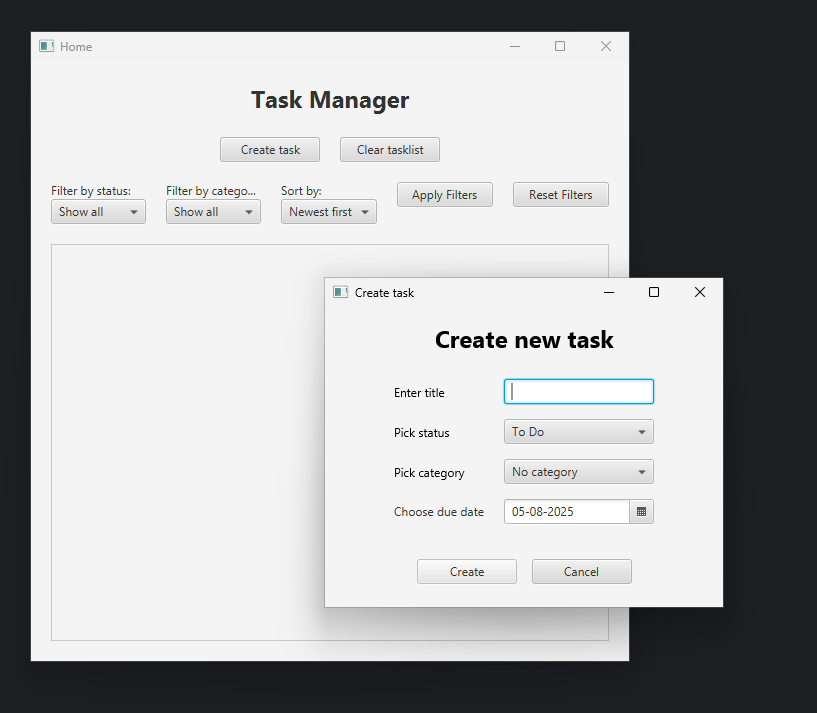 Home
Task Manager
Create task Clear tasklist
Filter by status: Filter by catego... Sort by:
Show all Show all Newest first Apply Filters Reset Filters
Create task
Create new task
Enter title
Pick status To Do
Pick category No category
Choose due date 05-08-2025
Create Cancel